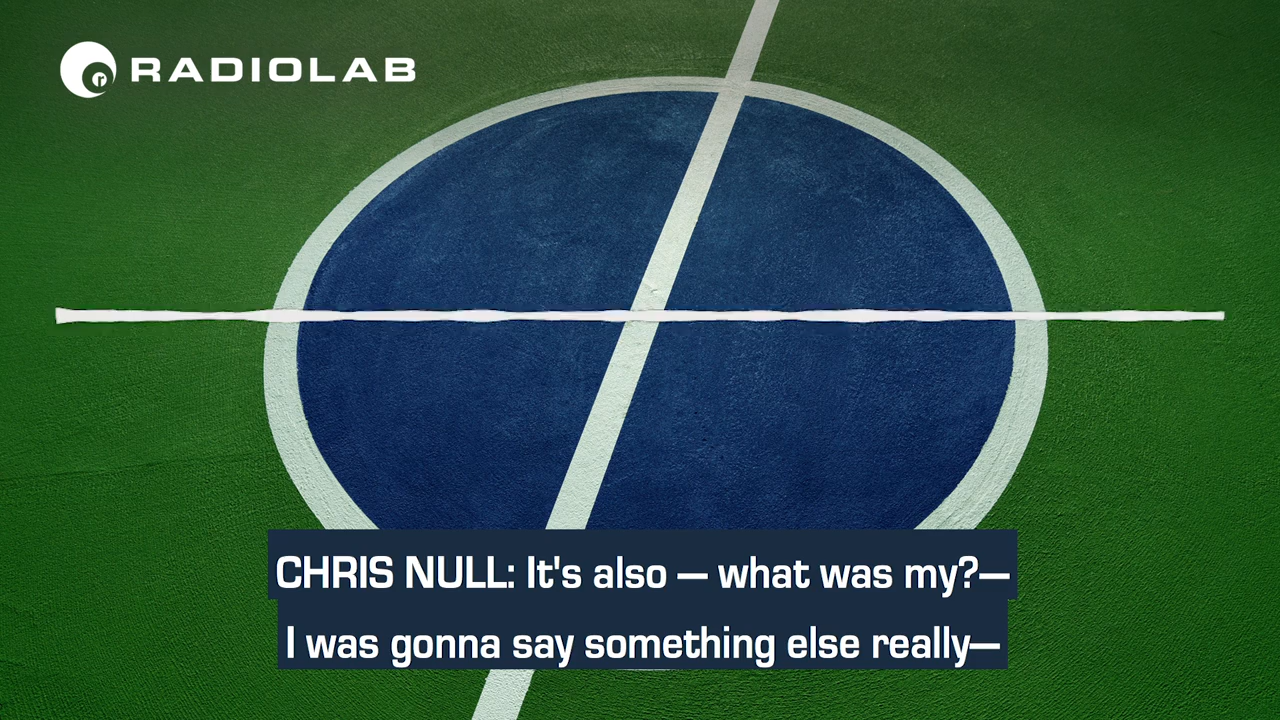 RADIOLAB
CHRIS NULL: It's also — what was my?—
I was gonna say something else really—